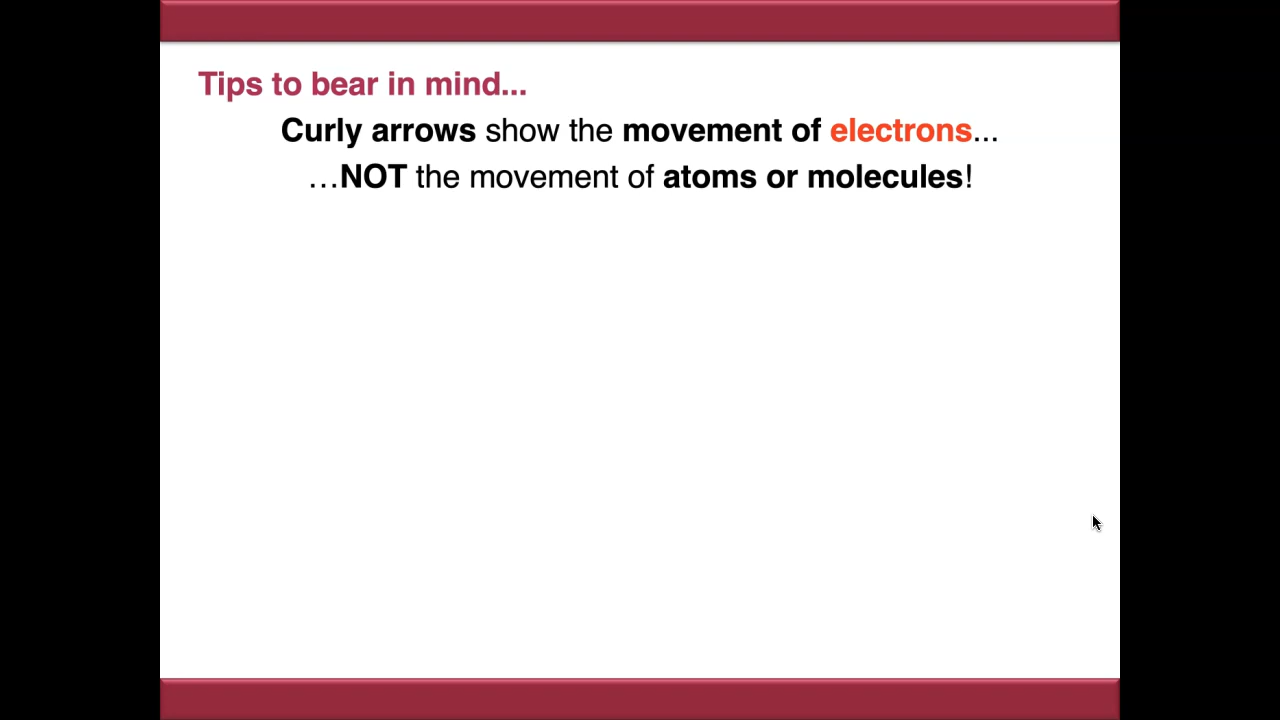 Tips to bear in mind...
Curly arrows show the movement of electrons...
…NOT the movement of atoms or molecules!